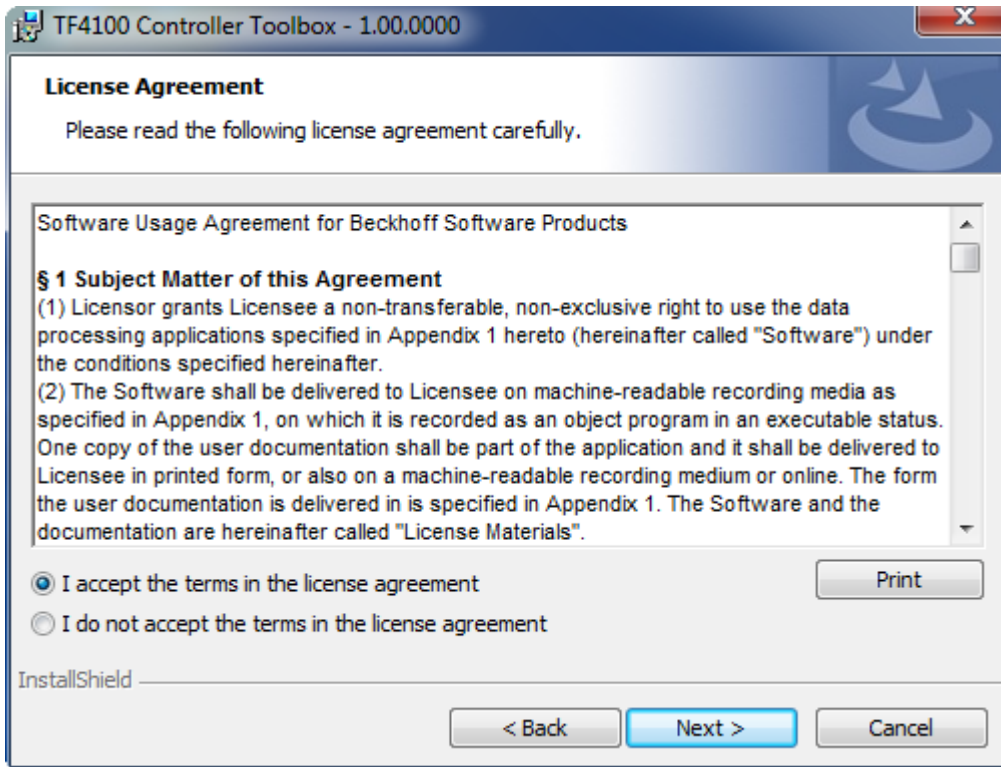 TF4100 Controller Toolbox - 1.00.0000
License Agreement
Please read the following license agreement carefully.
Software Usage Agreement for Beckhoff Software Products
§ 1 Subject Matter of this Agreement
(1) Licensor grants Licensee a non-transferable, non-exclusive right to use the data
processing applications specified in Appendix 1 hereto (hereinafter called "Software") under
the conditions specified hereinafter.
(2) The Software shall be delivered to Licensee on machine-readable recording media as
specified in Appendix 1, on which it is recorded as an object program in an executable status.
One copy of the user documentation shall be part of the application and it shall be delivered to
Licensee in printed form, or also on a machine-readable recording medium or online. The form
the user documentation is delivered in is specified in Appendix 1. The Software and the
documentation are hereinafter called "License Materials".
I accept the terms in the license agreement
Print
I do not accept the terms in the license agreement
InstallShield
< Back
Next >
Cancel